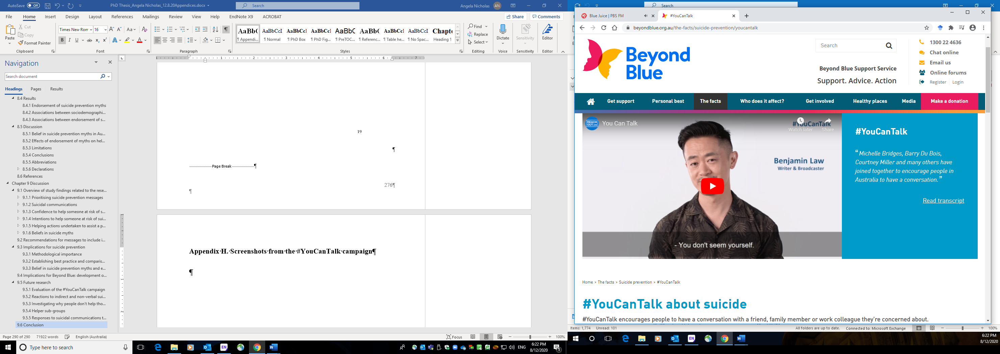 AutoSave Off
PhD Thesis_Angela Nicholas_12.8.20Appendices.docx
Search
Angela Nicholas AN
File Home Insert Design Layout References Mailings Review View Help EndNote X9 ACROBAT
Share Comments
Paste
Cut
Copy
Format Painter
Clipboard
Times New Ron 16
Font
Paragraph
AaBb( AaBbCcI AaBbCcI AaBbCcI AaBbC AaBb( AaBbCcI AaBbCcI Chapte
¶ Appendi... ¶ Normal ¶ PhD Box ¶ PhD Fig... ¶ PreTOC... ¶ Referenc... ¶ Table he... ¶ No Spac... Heading 1
Styles
Find
Replace
Select
Editing
Dictate
Voice
Sensitivity
Sensitivity
Editor
Editor
Navigation
Search document
Headings Pages Results
8.4 Results
8.4.1 Endorsement of suicide prevention myths
8.4.2 Associations between sociodemographi...
8.4.3 Associations between endorsement of s...
8.5 Discussion
8.5.1 Belief in suicide prevention myths in Au...
8.5.2 Effects of endorsement of myths on hel...
8.5.3 Limitations
8.5.4 Conclusions
8.5.5 Abbreviations
8.5.6 Declarations
8.6 References
Chapter 9 Discussion
9.1 Overview of study findings related to the rese...
9.1.1 Prioritising suicide prevention messages
9.1.2 Suicidal communications
9.1.3 Confidence to help someone at risk of s...
9.1.4 Intentions to help someone at risk of sui...
9.1.5 Helping actions undertaken to assist a p...
9.1.6 Beliefs in suicide myths
9.2 Recommendations for messages to include i...
9.3 Implications for suicide prevention
9.3.1 Methodological importance
9.3.2 Establishing best practice and comparis...
9.3.3 Belief in suicide prevention myths and e...
9.4 Implications for Beyond Blue: development o...
9.5 Future research
9.5.1 Evaluation of the #YouCanTalk campaign
9.5.2 Reactions to indirect and non-verbal sui...
9.5.3 Investigating why people don't help tho...
9.5.4 Helper sub-groups
9.5.5 Responses to suicidal communications t...
9.6 Conclusion
19
¶
Page Break ¶
276¶
¶
Appendix·H.·Screenshots·from·the·#YouCanTalk·campaign¶
¶
Page 290 of 290 71922 words English (Australia)
Focus
100%
Type here to search
ENG
6:22 PM
8/12/2020
Search
Blue Juice | PBS FM
#YouCanTalk
beyondblue.org.au/the-facts/suicide-prevention/youcantalk
Beyond
Blue
Search
Beyond Blue Support Service
Support. Advice. Action
1300 22 4636
Chat online
Email us
Online forums
Register Login
Get support Personal best The facts Who does it affect? Get involved Healthy places Media Make a donation
REACH OUT.COM
You Can Talk
#YouCanTalk
Watch later Share
Benjamin Law
Writer & Broadcaster
- You don't seem yourself.
#YouCanTalk
“Michelle Bridges, Barry Du Bois,
Courtney Miller and many others have
joined together to encourage people in
Australia to have a conversation.”
Read transcript
Home > The facts > Suicide prevention > #YouCanTalk
#YouCanTalk about suicide
#YouCanTalk encourages people to have a conversation with a friend, family member or work colleague they're concerned about.
Items: 1,774 Unread: 101
All folders are up to date. Connected to: Microsoft Exchange
100%
6:22 PM
8/12/2020